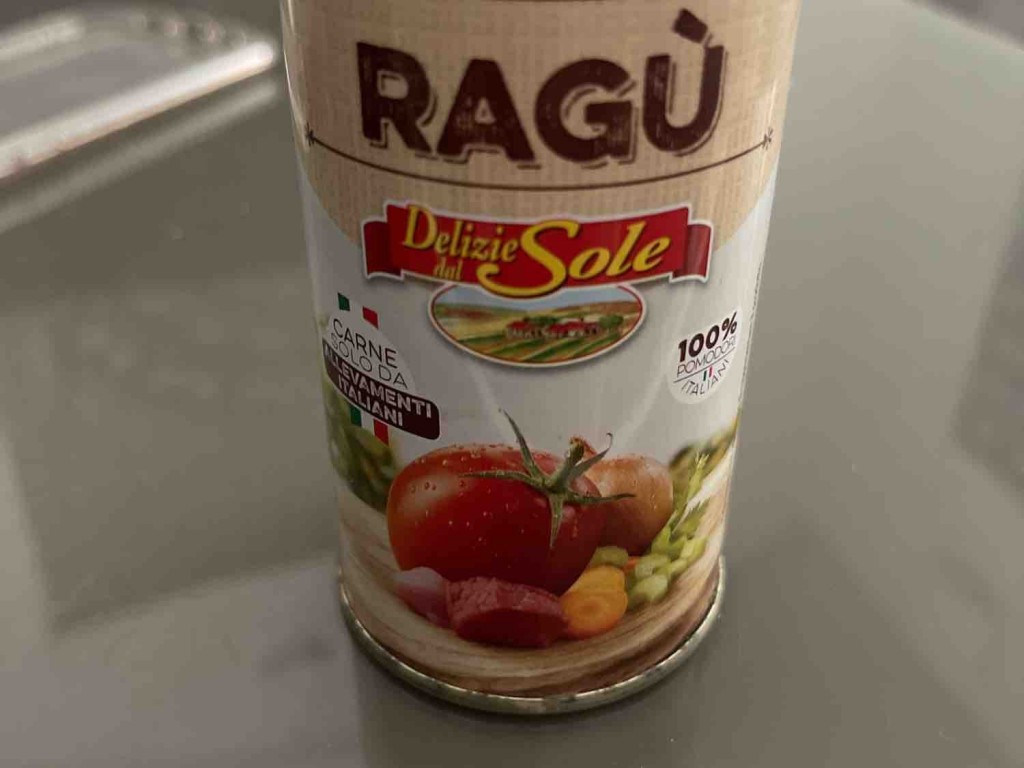 RAGÙ
Delizie
dal Sole
CARNE
SOLO DA
ALLEVAMENTI
ITALIANI
100%
POMODORI
ITALIANI